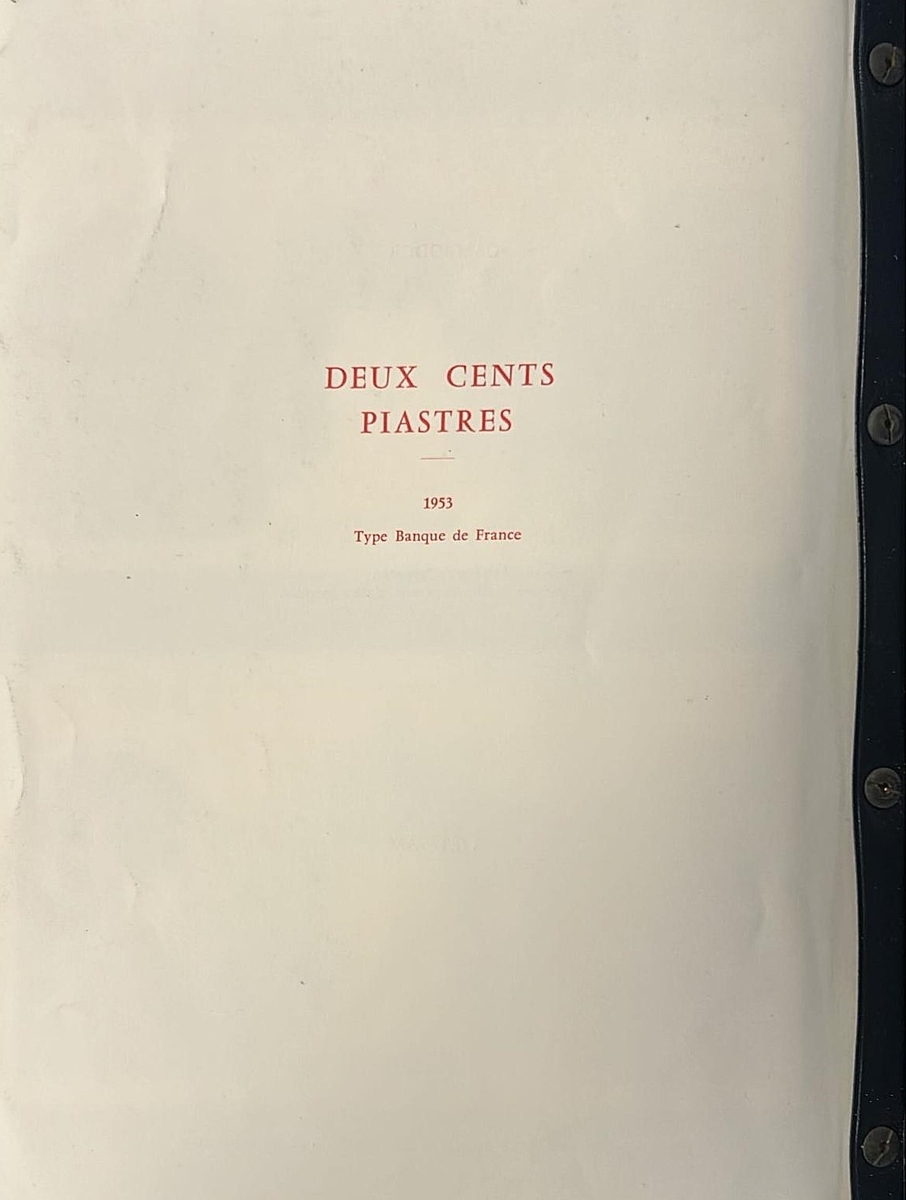 DEUX CENTS
PIASTRES
1953
Type Banque de France